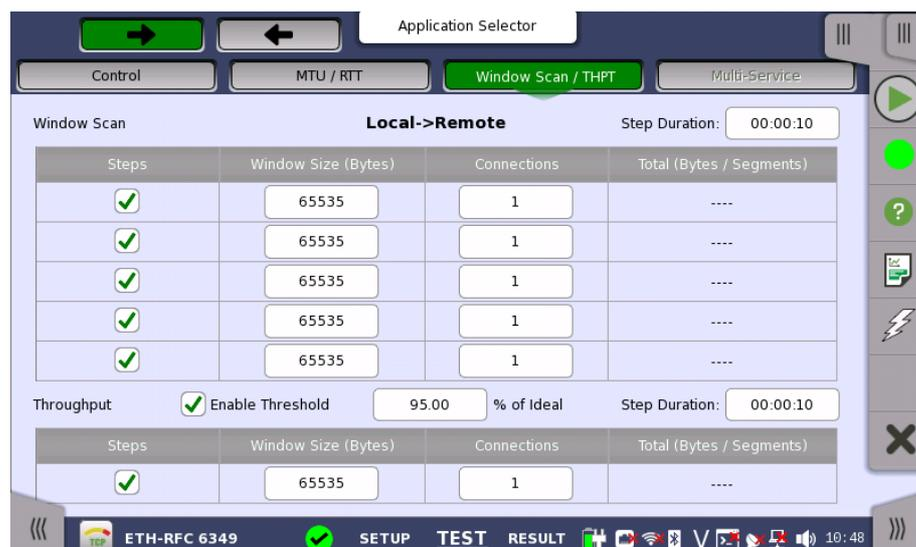 Application Selector
Control MTU / RTT Window Scan / THPT Multi-Service
Window Scan Local->Remote Step Duration: 00:00:10
Steps Window Size (Bytes) Connections Total (Bytes / Segments)
65535 1 ----
65535 1 ----
65535 1 ----
65535 1 ----
65535 1 ----
Throughput Enable Threshold 95.00 % of Ideal Step Duration: 00:00:10
Steps Window Size (Bytes) Connections Total (Bytes / Segments)
65535 1 ----
TCP ETH-RFC 6349 SETUP TEST RESULT V 10:48